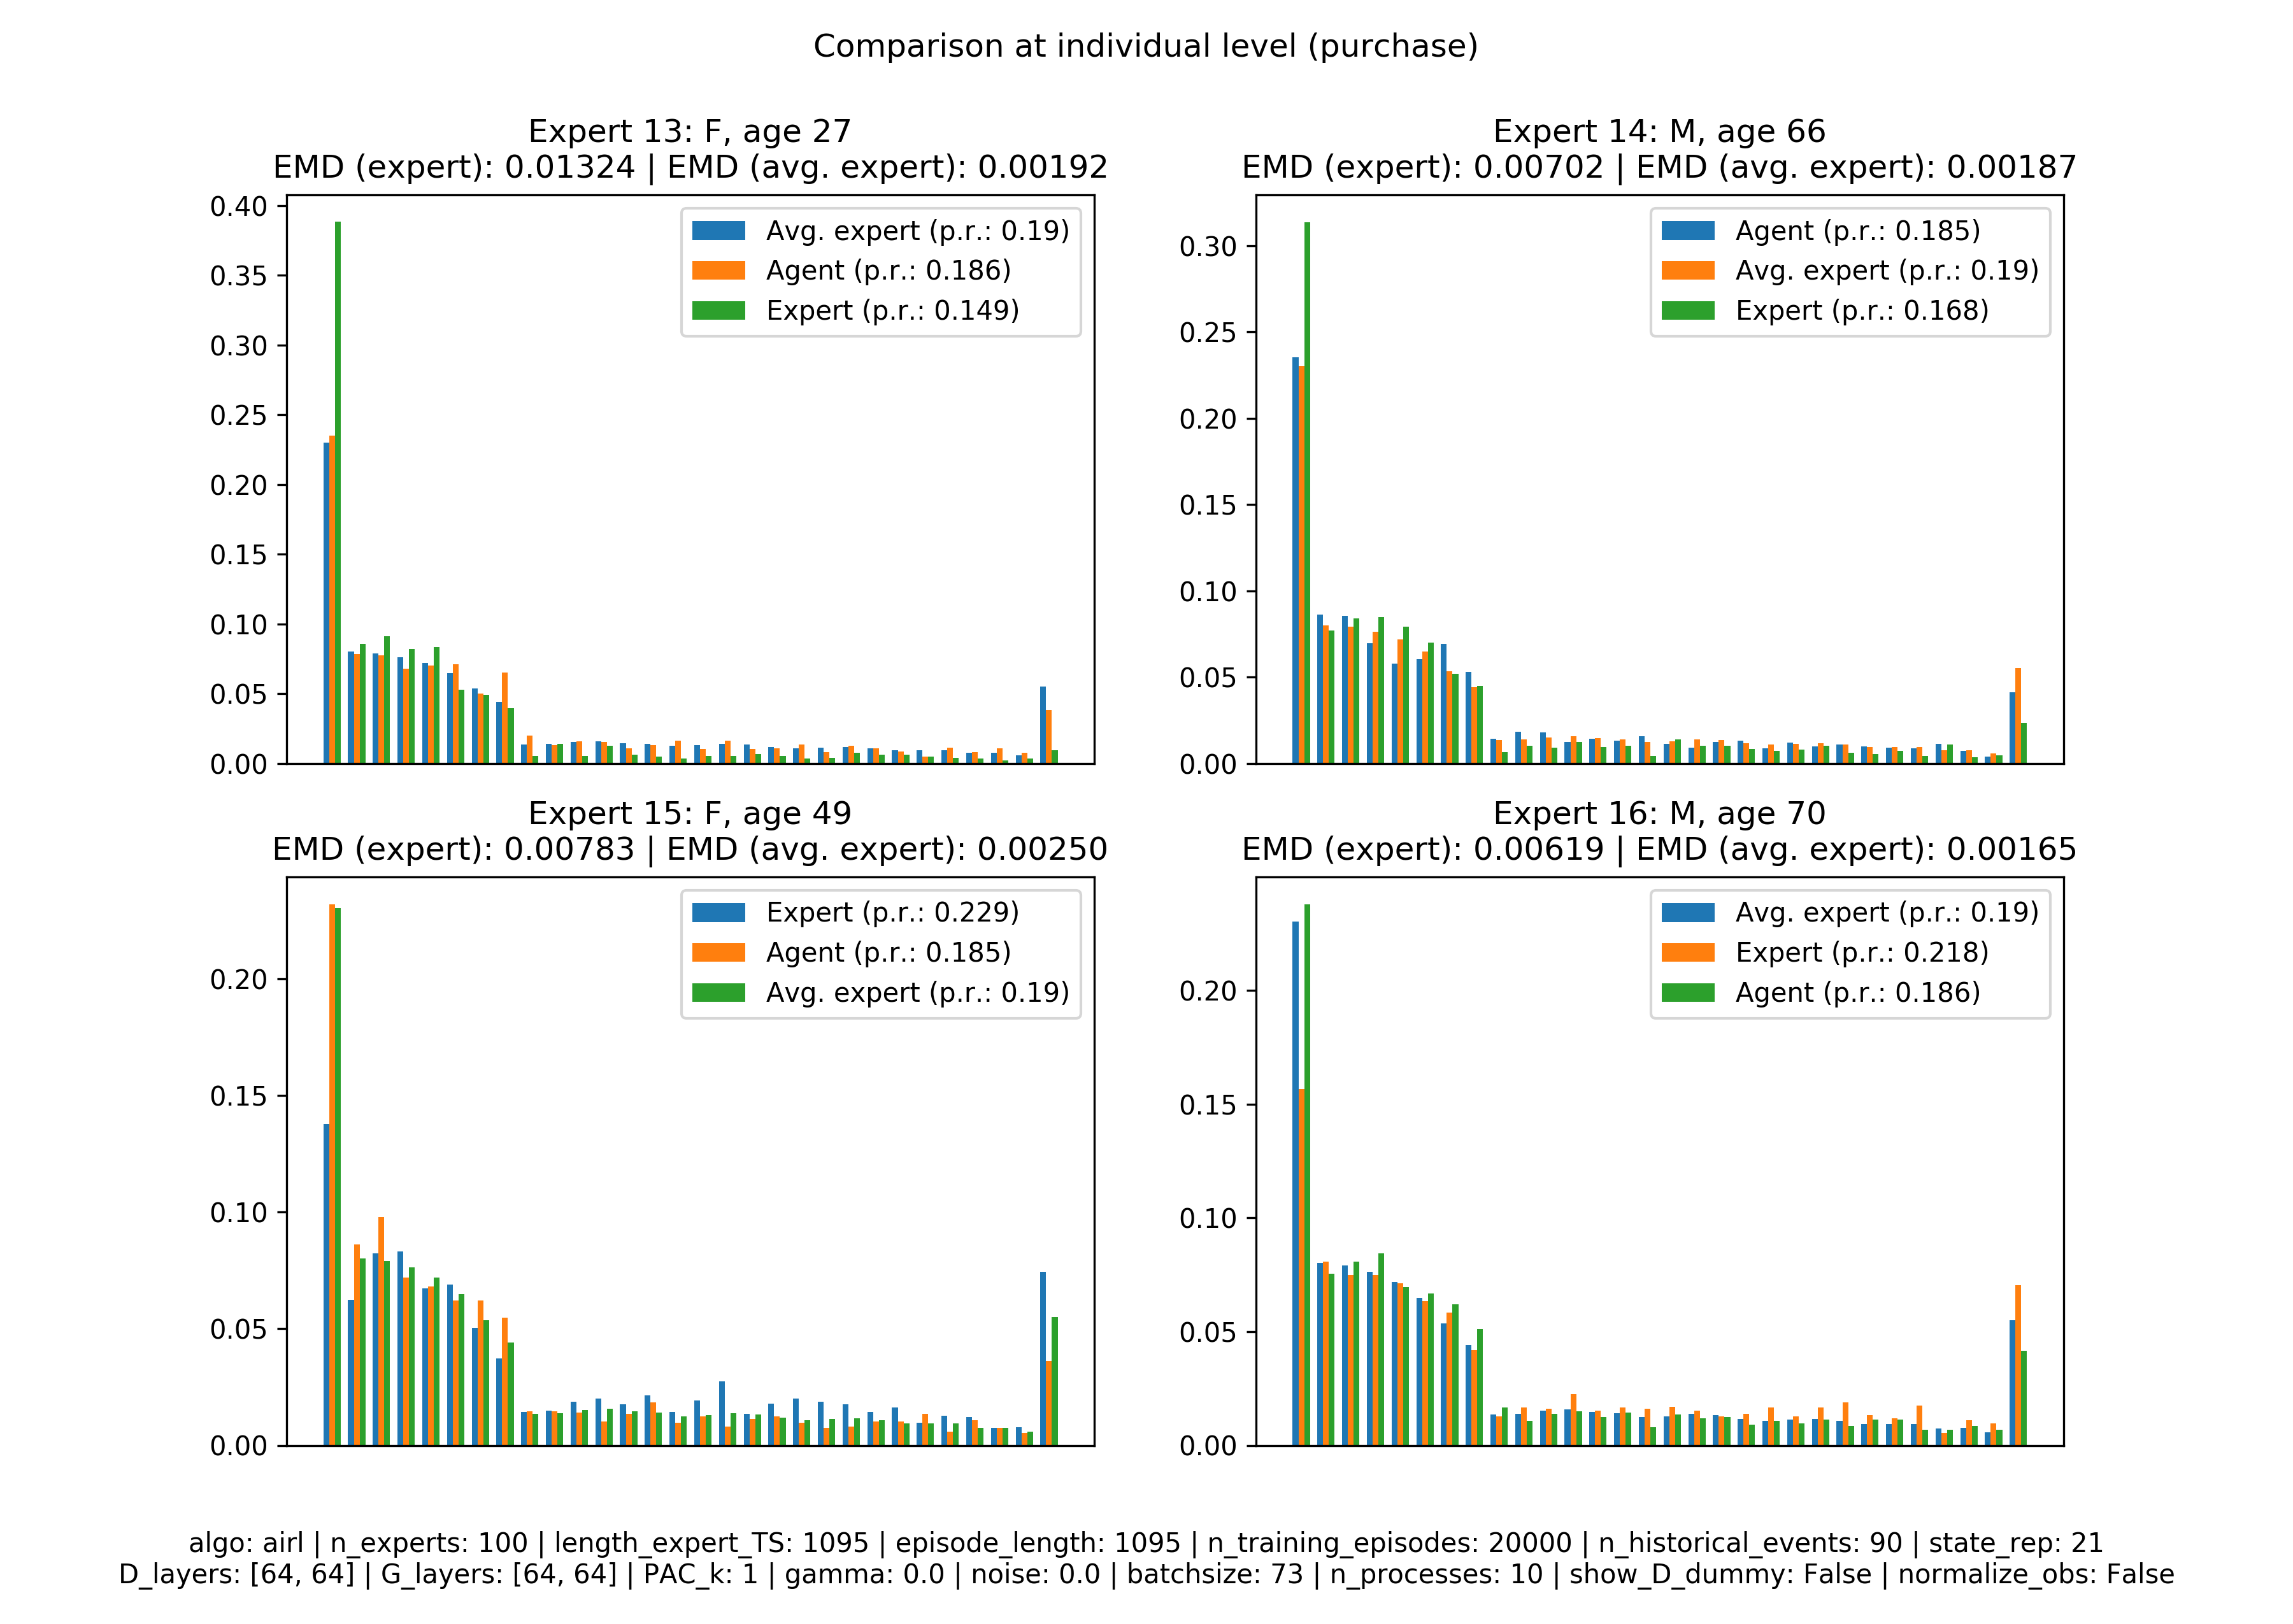 Comparison at individual level (purchase)
Expert 13: F, age 27
EMD (expert): 0.01324 | EMD (avg. expert): 0.00192
0.40
0.35
0.30
0.25
0.20
0.15
0.10
0.05
0.00
Avg. expert (p.r.: 0.19)
Agent (p.r.: 0.186)
Expert (p.r.: 0.149)
Expert 14: M, age 66
EMD (expert): 0.00702 | EMD (avg. expert): 0.00187
0.30
0.25
0.20
0.15
0.10
0.05
0.00
Agent (p.r.: 0.185)
Avg. expert (p.r.: 0.19)
Expert (p.r.: 0.168)
Expert 15: F, age 49
EMD (expert): 0.00783 | EMD (avg. expert): 0.00250
0.20
0.15
0.10
0.05
0.00
Expert (p.r.: 0.229)
Agent (p.r.: 0.185)
Avg. expert (p.r.: 0.19)
Expert 16: M, age 70
EMD (expert): 0.00619 | EMD (avg. expert): 0.00165
0.20
0.15
0.10
0.05
0.00
Avg. expert (p.r.: 0.19)
Expert (p.r.: 0.218)
Agent (p.r.: 0.186)
algo: airl | n_experts: 100 | length_expert_TS: 1095 | episode_length: 1095 | n_training_episodes: 20000 | n_historical_events: 90 | state_rep: 21
D_layers: [64, 64] | G_layers: [64, 64] | PAC_k: 1 | gamma: 0.0 | noise: 0.0 | batchsize: 73 | n_processes: 10 | show_D_dummy: False | normalize_obs: False